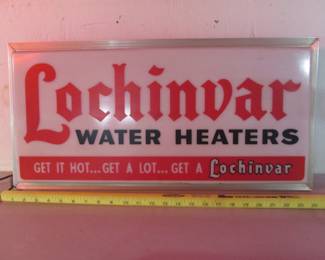 Lochinvar
WATER HEATERS
GET IT HOT...GET A LOT...GET A Lochinvar